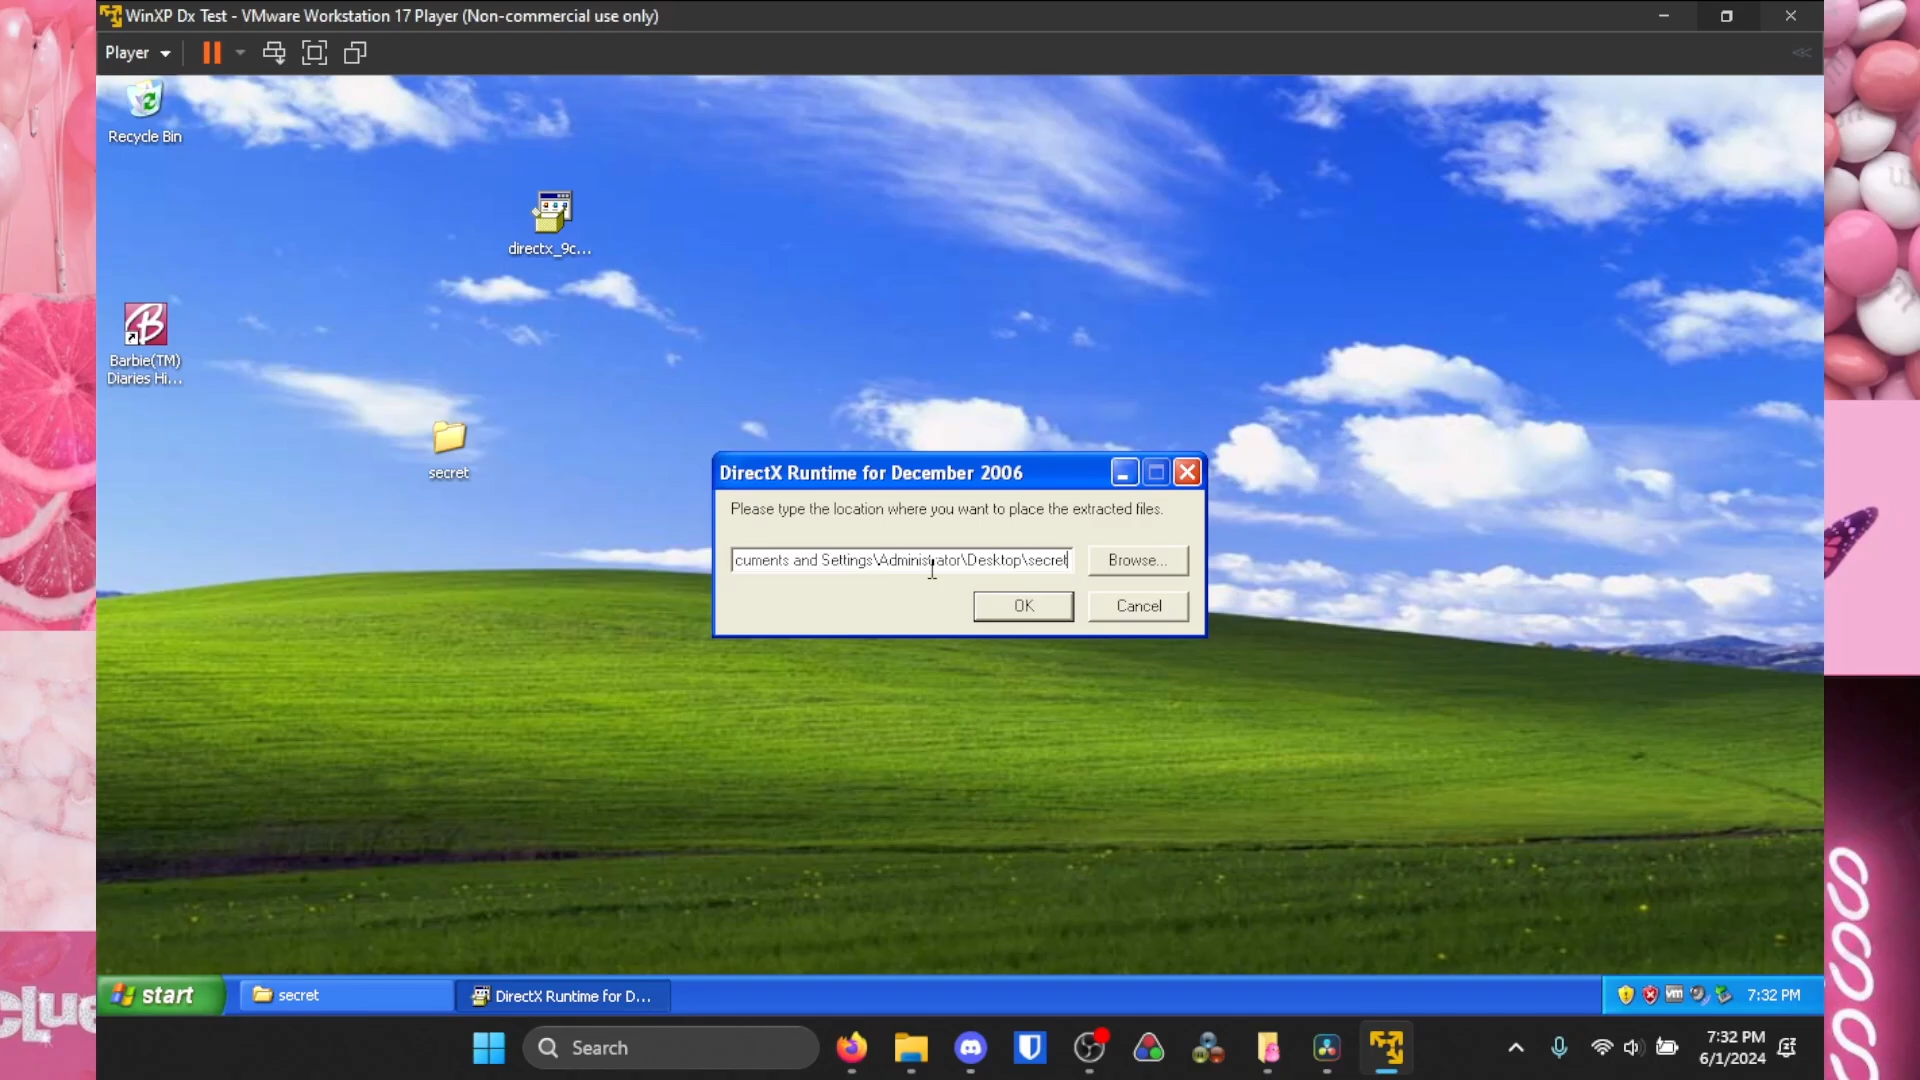 WinXP Dx Test - VMware Workstation 17 Player (Non-commercial use only)
Player
Recycle Bin
directx_9c...
Barbie(TM)
Diaries Hi...
secret
DirectX Runtime for December 2006
Please type the location where you want to place the extracted files.
cuments and Settings\Administrator\Desktop\secret
Browse...
OK
Cancel
start
secret
DirectX Runtime for D...
7:32 PM
Search
7:32 PM
6/1/2024